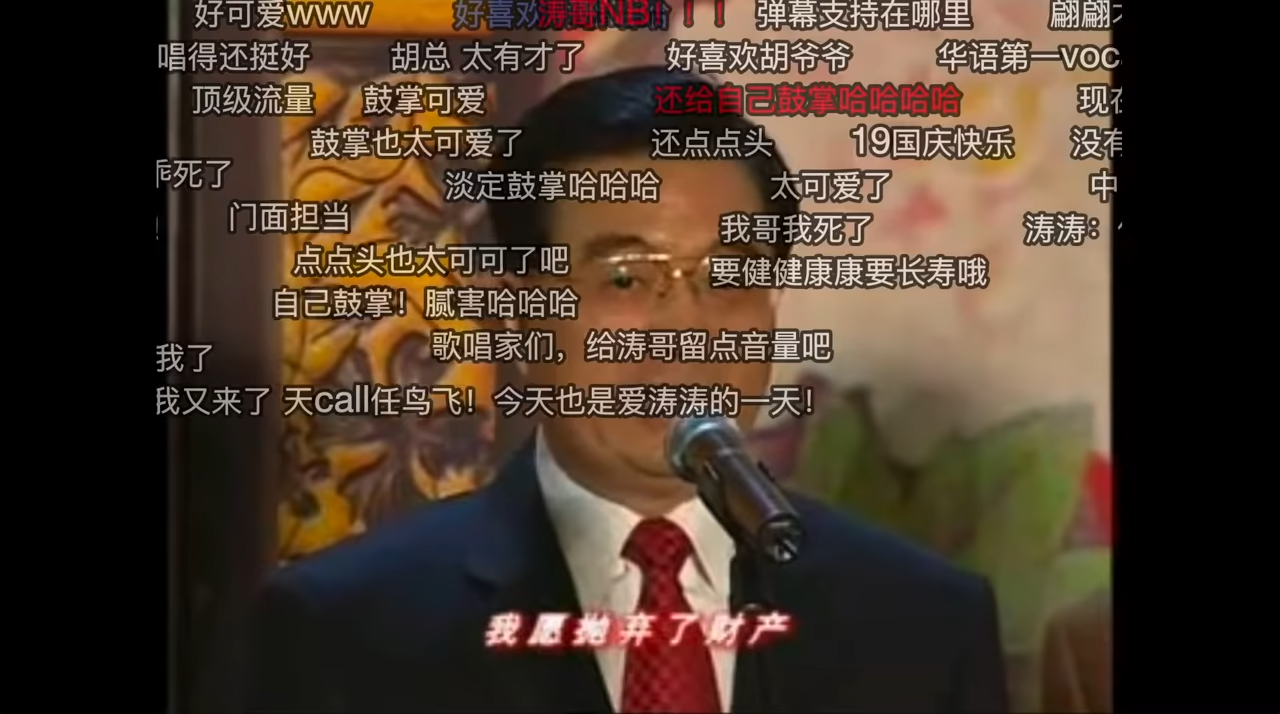 好可爱www 好喜欢 涛哥NB！！！ 弹幕支持在哪里 翩翩
唱得还挺好 胡总 太有才了 好喜欢胡爷爷 华语第一voc
顶级流量 鼓掌可爱 还给自己鼓掌哈哈哈哈 现在
鼓掌也太可爱了 还点点头 19国庆快乐 没有
乖死了 淡定鼓掌哈哈哈 太可爱了 中
门面担当 我哥我死了 涛涛：
点点头也太可可了吧 要健健康康要长寿哦
自己鼓掌！腻害哈哈哈
我了 歌唱家们，给涛哥留点音量吧
我又来了 天call任鸟飞！今天也是爱涛涛的一天！
我愿抛弃了财产